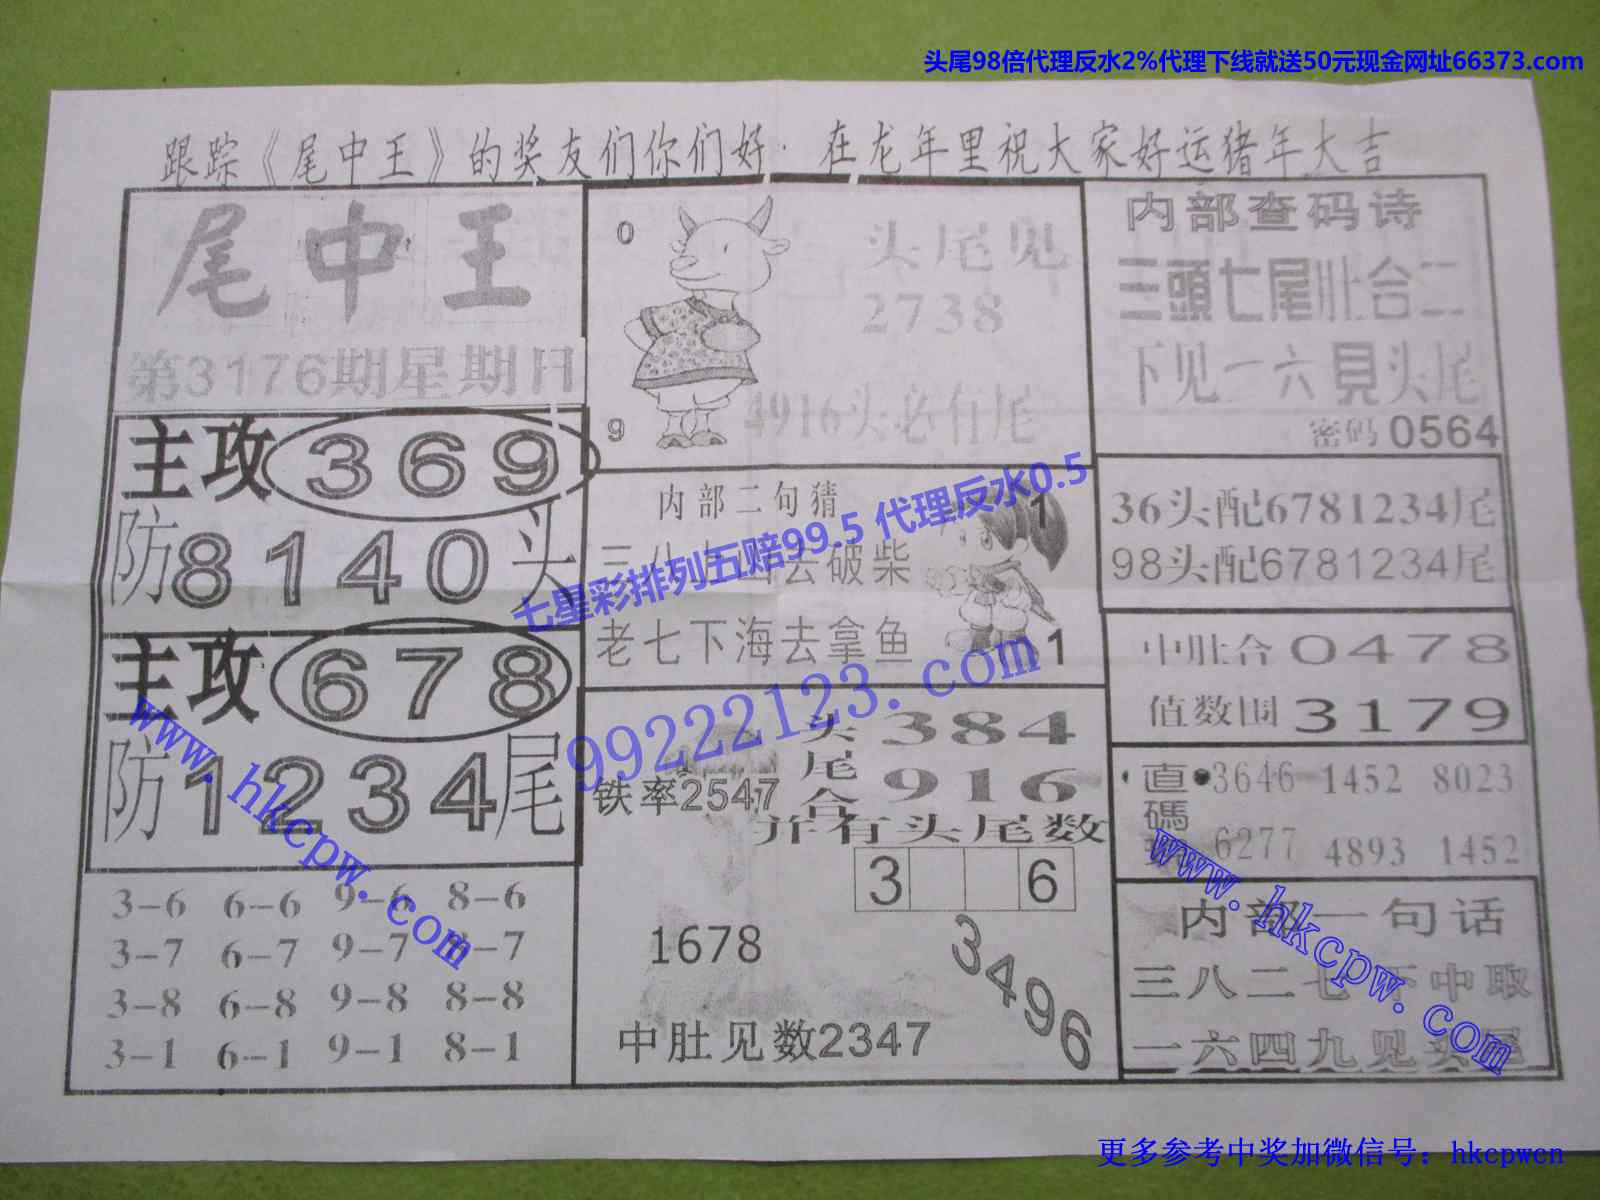 头尾98倍代理反水2%代理下线就送50元现金网址66373.com
跟踪《尾中王》的奖友们你们好·在龙年里祝大家好运猪年大吉
尾中王
第3176期星期日
主攻369
防8140头
主攻678
防1234尾
3-6 6-6 9-6 8-6
3-7 6-7 9-7 8-7
3-8 6-8 9-8 8-8
3-1 6-1 9-1 8-1
0
9
头尾见
2738
4916头必有尾
内部二句猜
三八 去破柴
老七下海去拿鱼
1
1
七星彩排列五赔99.5 代理反水0.5
99222123.com
头尾合
384
916
铁率2547
并有头尾数
3 6
1678
3496
中肚见数2347
内部查码诗
三頭七尾肚合二
下见一六見头尾
密码0564
36头配6781234尾
98头配6781234尾
中肚合0478
值数围3179
直碼
3646 1452 8023
6277 4893 1452
内部一句话
三八二七下中取
一六四九见头尾
www.hkcpw.com
www.hkcpw.com
更多参考中奖加微信号：hkcpwcn